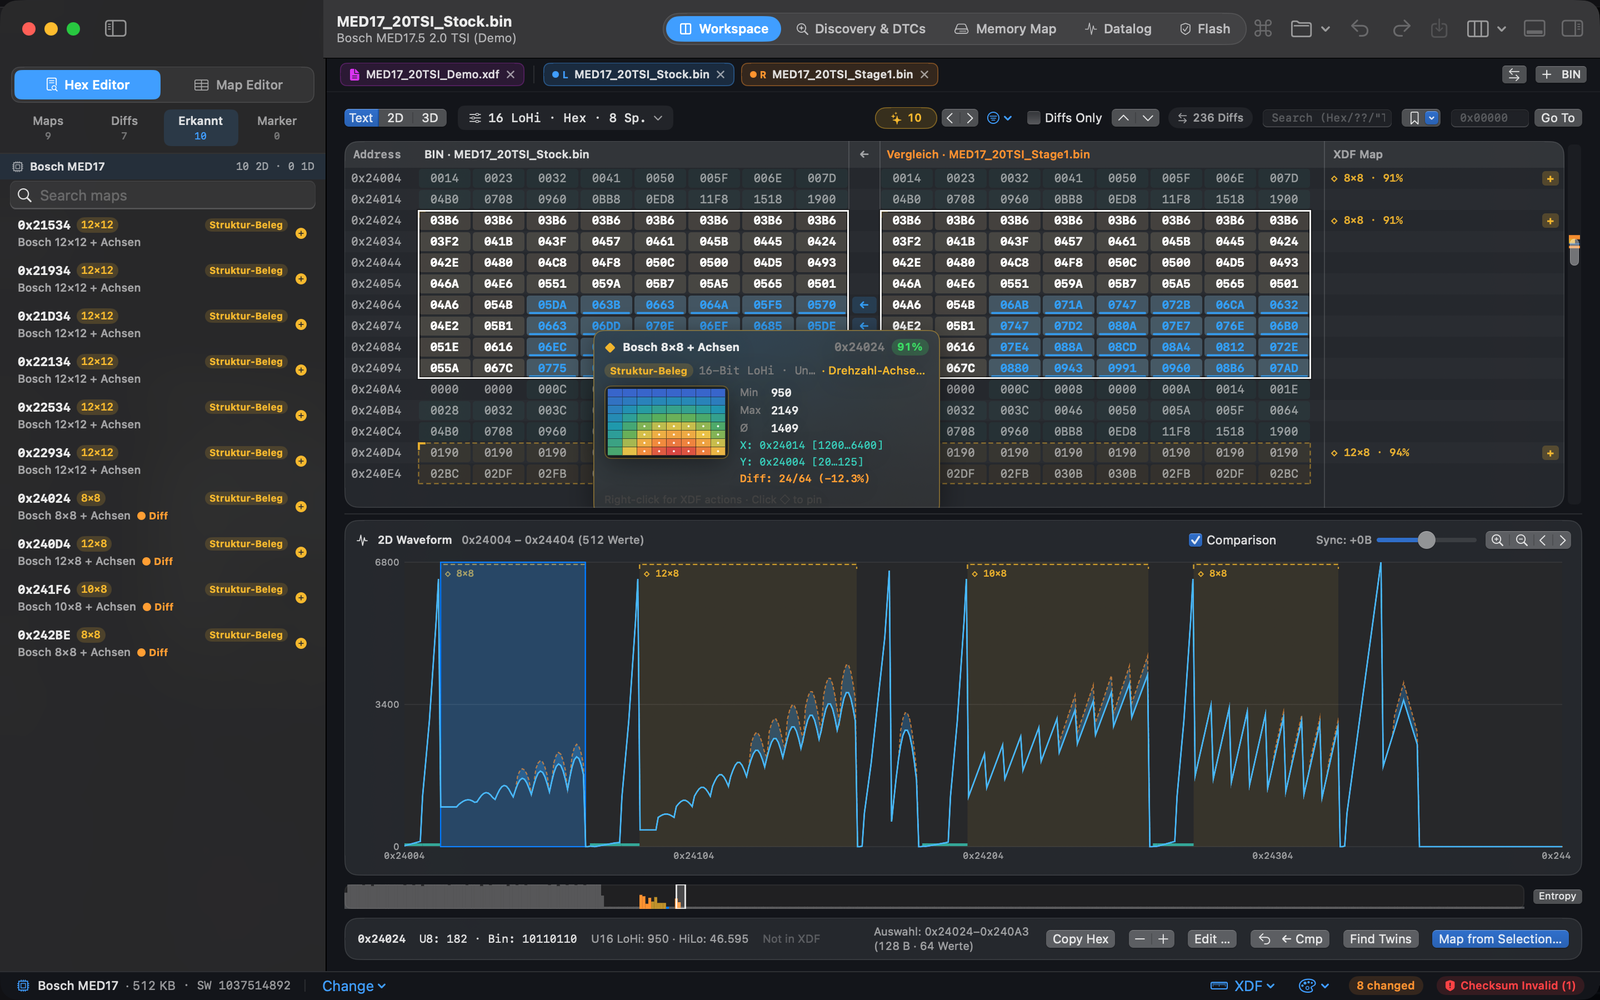 MED17_20TSI_Stock.bin
Bosch MED17.5 2.0 TSI (Demo)
Workspace
Discovery & DTCs
Memory Map
Datalog
Flash
Hex Editor
Map Editor
Maps
9
Diffs
7
Erkannt
10
Marker
0
Bosch MED17
10 2D · 0 1D
Search maps
0x21534 12×12 Struktur-Beleg
Bosch 12×12 + Achsen
0x21934 12×12 Struktur-Beleg
Bosch 12×12 + Achsen
0x21D34 12×12 Struktur-Beleg
Bosch 12×12 + Achsen
0x22134 12×12 Struktur-Beleg
Bosch 12×12 + Achsen
0x22534 12×12 Struktur-Beleg
Bosch 12×12 + Achsen
0x22934 12×12 Struktur-Beleg
Bosch 12×12 + Achsen
0x24024 8×8 Struktur-Beleg
Bosch 8×8 + Achsen Diff
0x240D4 12×8 Struktur-Beleg
Bosch 12×8 + Achsen Diff
0x241F6 10×8 Struktur-Beleg
Bosch 10×8 + Achsen Diff
0x242BE 8×8 Struktur-Beleg
Bosch 8×8 + Achsen Diff
MED17_20TSI_Demo.xdf ×
L MED17_20TSI_Stock.bin ×
R MED17_20TSI_Stage1.bin ×
+ BIN
Text 2D 3D
16 LoHi · Hex · 8 Sp.
10
Diffs Only
236 Diffs
Search (Hex/??/"T
0x00000
Go To
Address BIN · MED17_20TSI_Stock.bin ← Vergleich · MED17_20TSI_Stage1.bin XDF Map
0x24004 0014 0023 0032 0041 0050 005F 006E 007D 0014 0023 0032 0041 0050 005F 006E 007D 8×8 · 91% +
0x24014 04B0 0708 0960 0BB8 0ED8 11F8 1518 1900 04B0 0708 0960 0BB8 0ED8 11F8 1518 1900
0x24024 03B6 03B6 03B6 03B6 03B6 03B6 03B6 03B6 03B6 03B6 03B6 03B6 03B6 03B6 03B6 03B6 8×8 · 91% +
0x24034 03F2 041B 043F 0457 0461 045B 0445 0424 03F2 041B 043F 0457 0461 045B 0445 0424
0x24044 042E 0480 04C8 04F8 050C 0500 04D5 0493 042E 0480 04C8 04F8 050C 0500 04D5 0493
0x24054 046A 04E6 0551 059A 05B7 05A5 0565 0501 046A 04E6 0551 059A 05B7 05A5 0565 0501
0x24064 04A6 054B 05DA 063B 0663 064A 05F5 0570 ← 04A6 054B 06AB 071A 0747 072B 06CA 0632
0x24074 04E2 05B1 0663 06DD 070E 06EF 0685 05DE ← 04E2 05B1 0747 07D2 080A 07E7 076E 06B0
0x24084 051E 0616 06EC 0616 07E4 088A 08CD 08A4 0812 072E
0x24094 055A 067C 0775 067C 0880 0943 0991 0960 08B6 07AD
0x240A4 0000 0000 000C 0000 000C 0008 0000 000A 0014 001E
0x240B4 0028 0032 003C 0032 003C 0046 0050 005A 005F 0064
0x240C4 04B0 0708 0960 0708 0960 0BB8 0ED8 11F8 1518 1900
0x240D4 0190 0190 0190 0190 0190 0190 0190 0190 0190 0190 12×8 · 94% +
0x240E4 02BC 02DF 02FB 02DF 02FB 030B 030B 02FB 02DF 02BC
Bosch 8×8 + Achsen 0x24024 91%
Struktur-Beleg 16-Bit LoHi · Un… · Drehzahl-Achse…
Min 950
Max 2149
Ø 1409
X: 0x24014 [1200…6400]
Y: 0x24004 [20…125]
Diff: 24/64 (−12.3%)
Right-click for XDF actions · Click ◇ to pin
2D Waveform 0x24004 – 0x24404 (512 Werte)
Comparison
Sync: +0B
6800
3400
0
8×8
12×8
10×8
8×8
0x24004 0x24104 0x24204 0x24304 0x244
Entropy
0x24024 U8: 182 · Bin: 10110110 U16 LoHi: 950 · HiLo: 46.595 Not in XDF
Auswahl: 0x24024–0x240A3
(128 B · 64 Werte)
Copy Hex
− +
Edit ...
← Cmp
Find Twins
Map from Selection...
Bosch MED17 · 512 KB · SW 1037514892
Change
XDF
8 changed
Checksum Invalid (1)